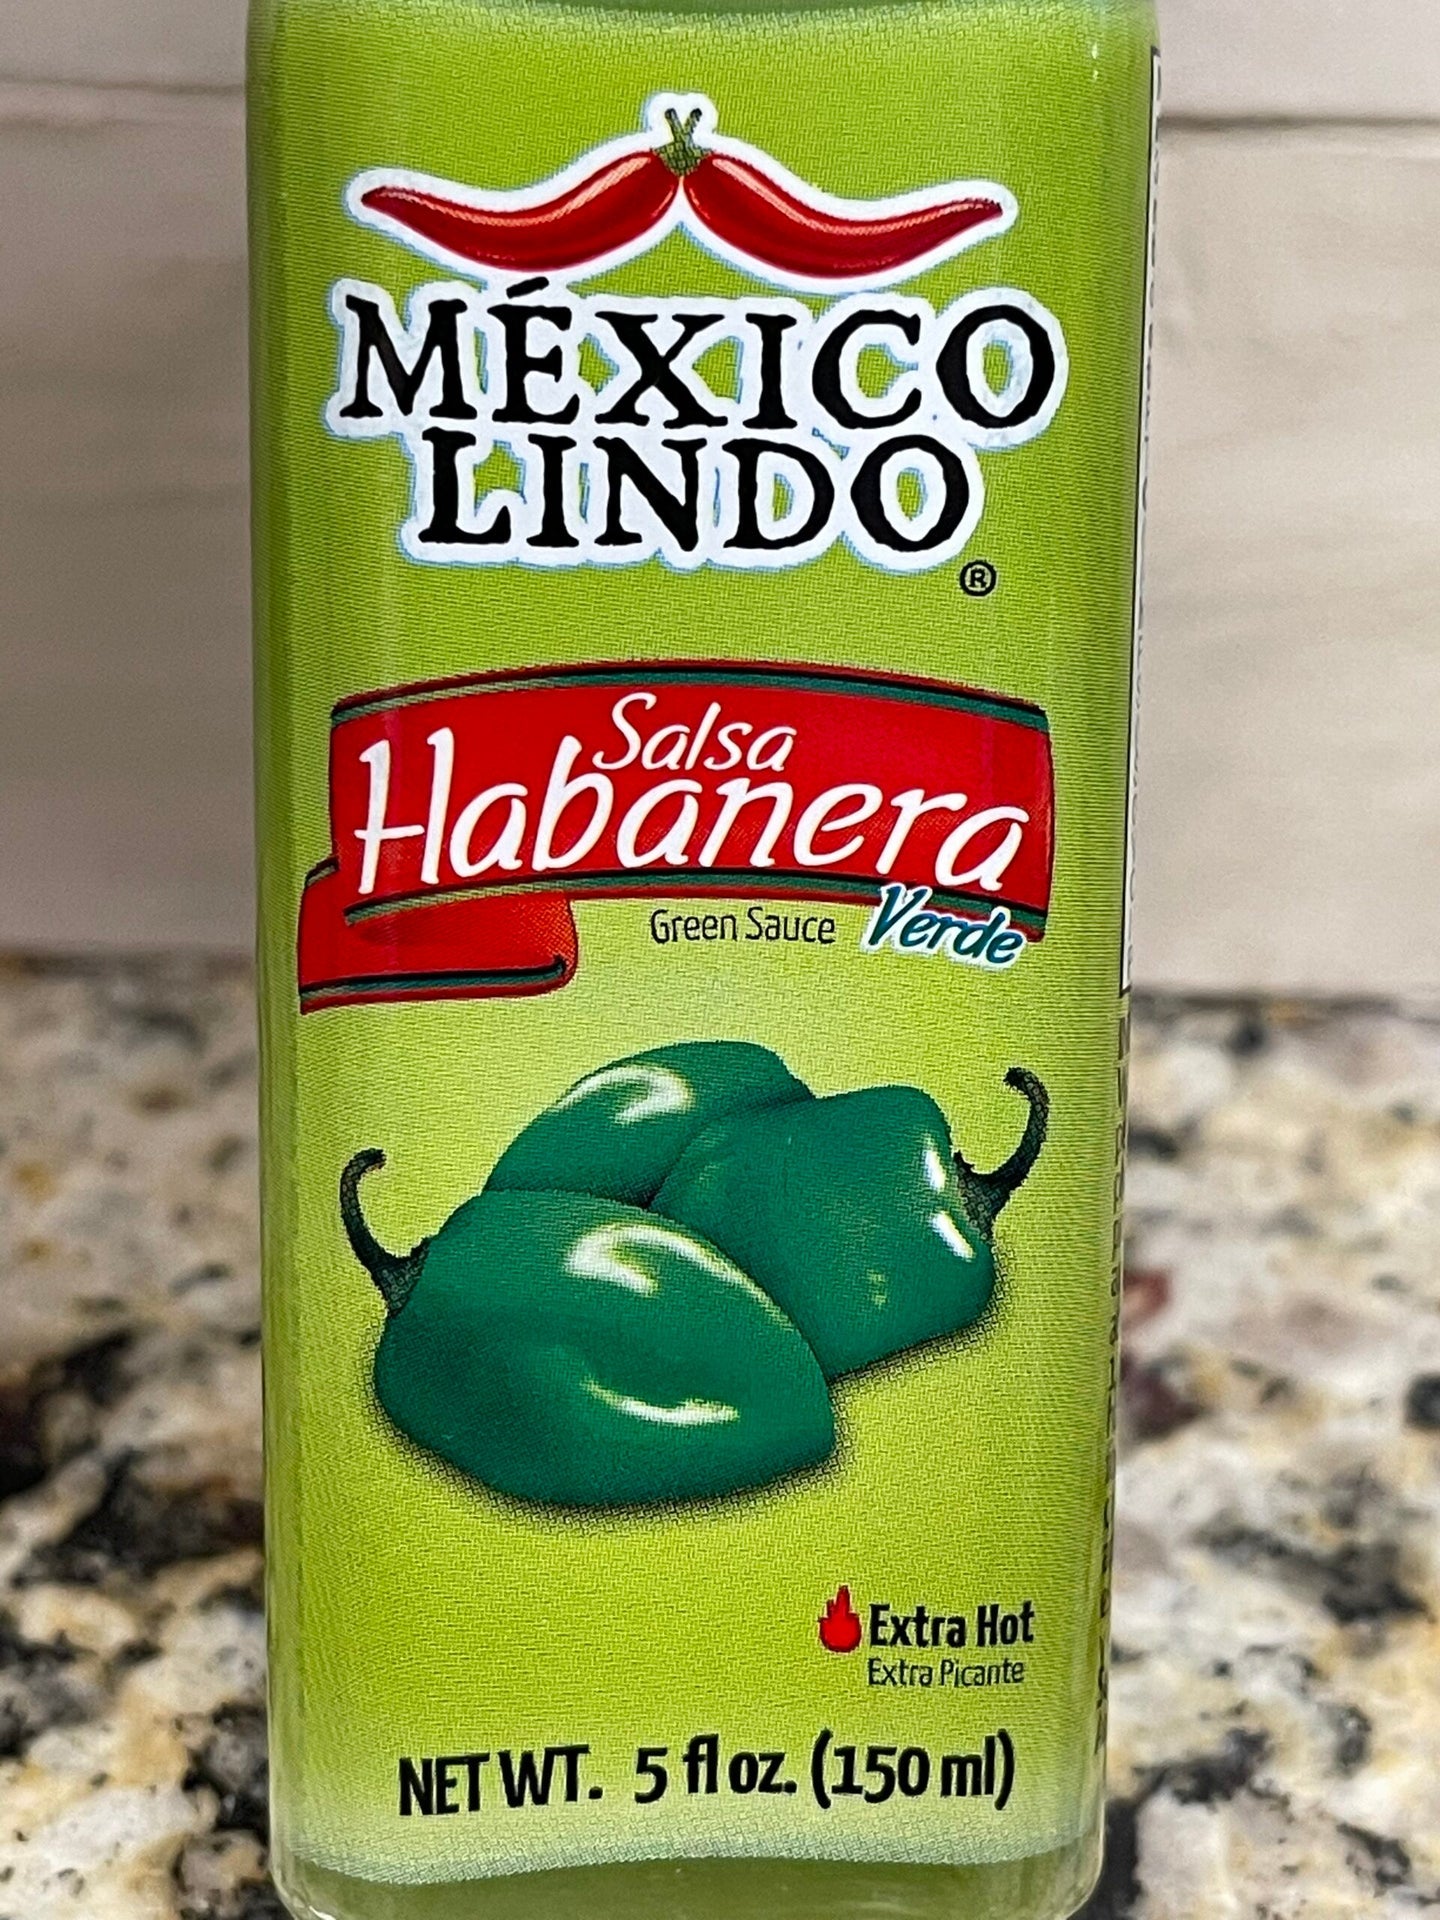 MÉXICO
LINDO
®
Salsa
Habanera
Green Sauce Verde
Extra Hot
Extra Picante
NET WT. 5 fl oz. (150 ml)